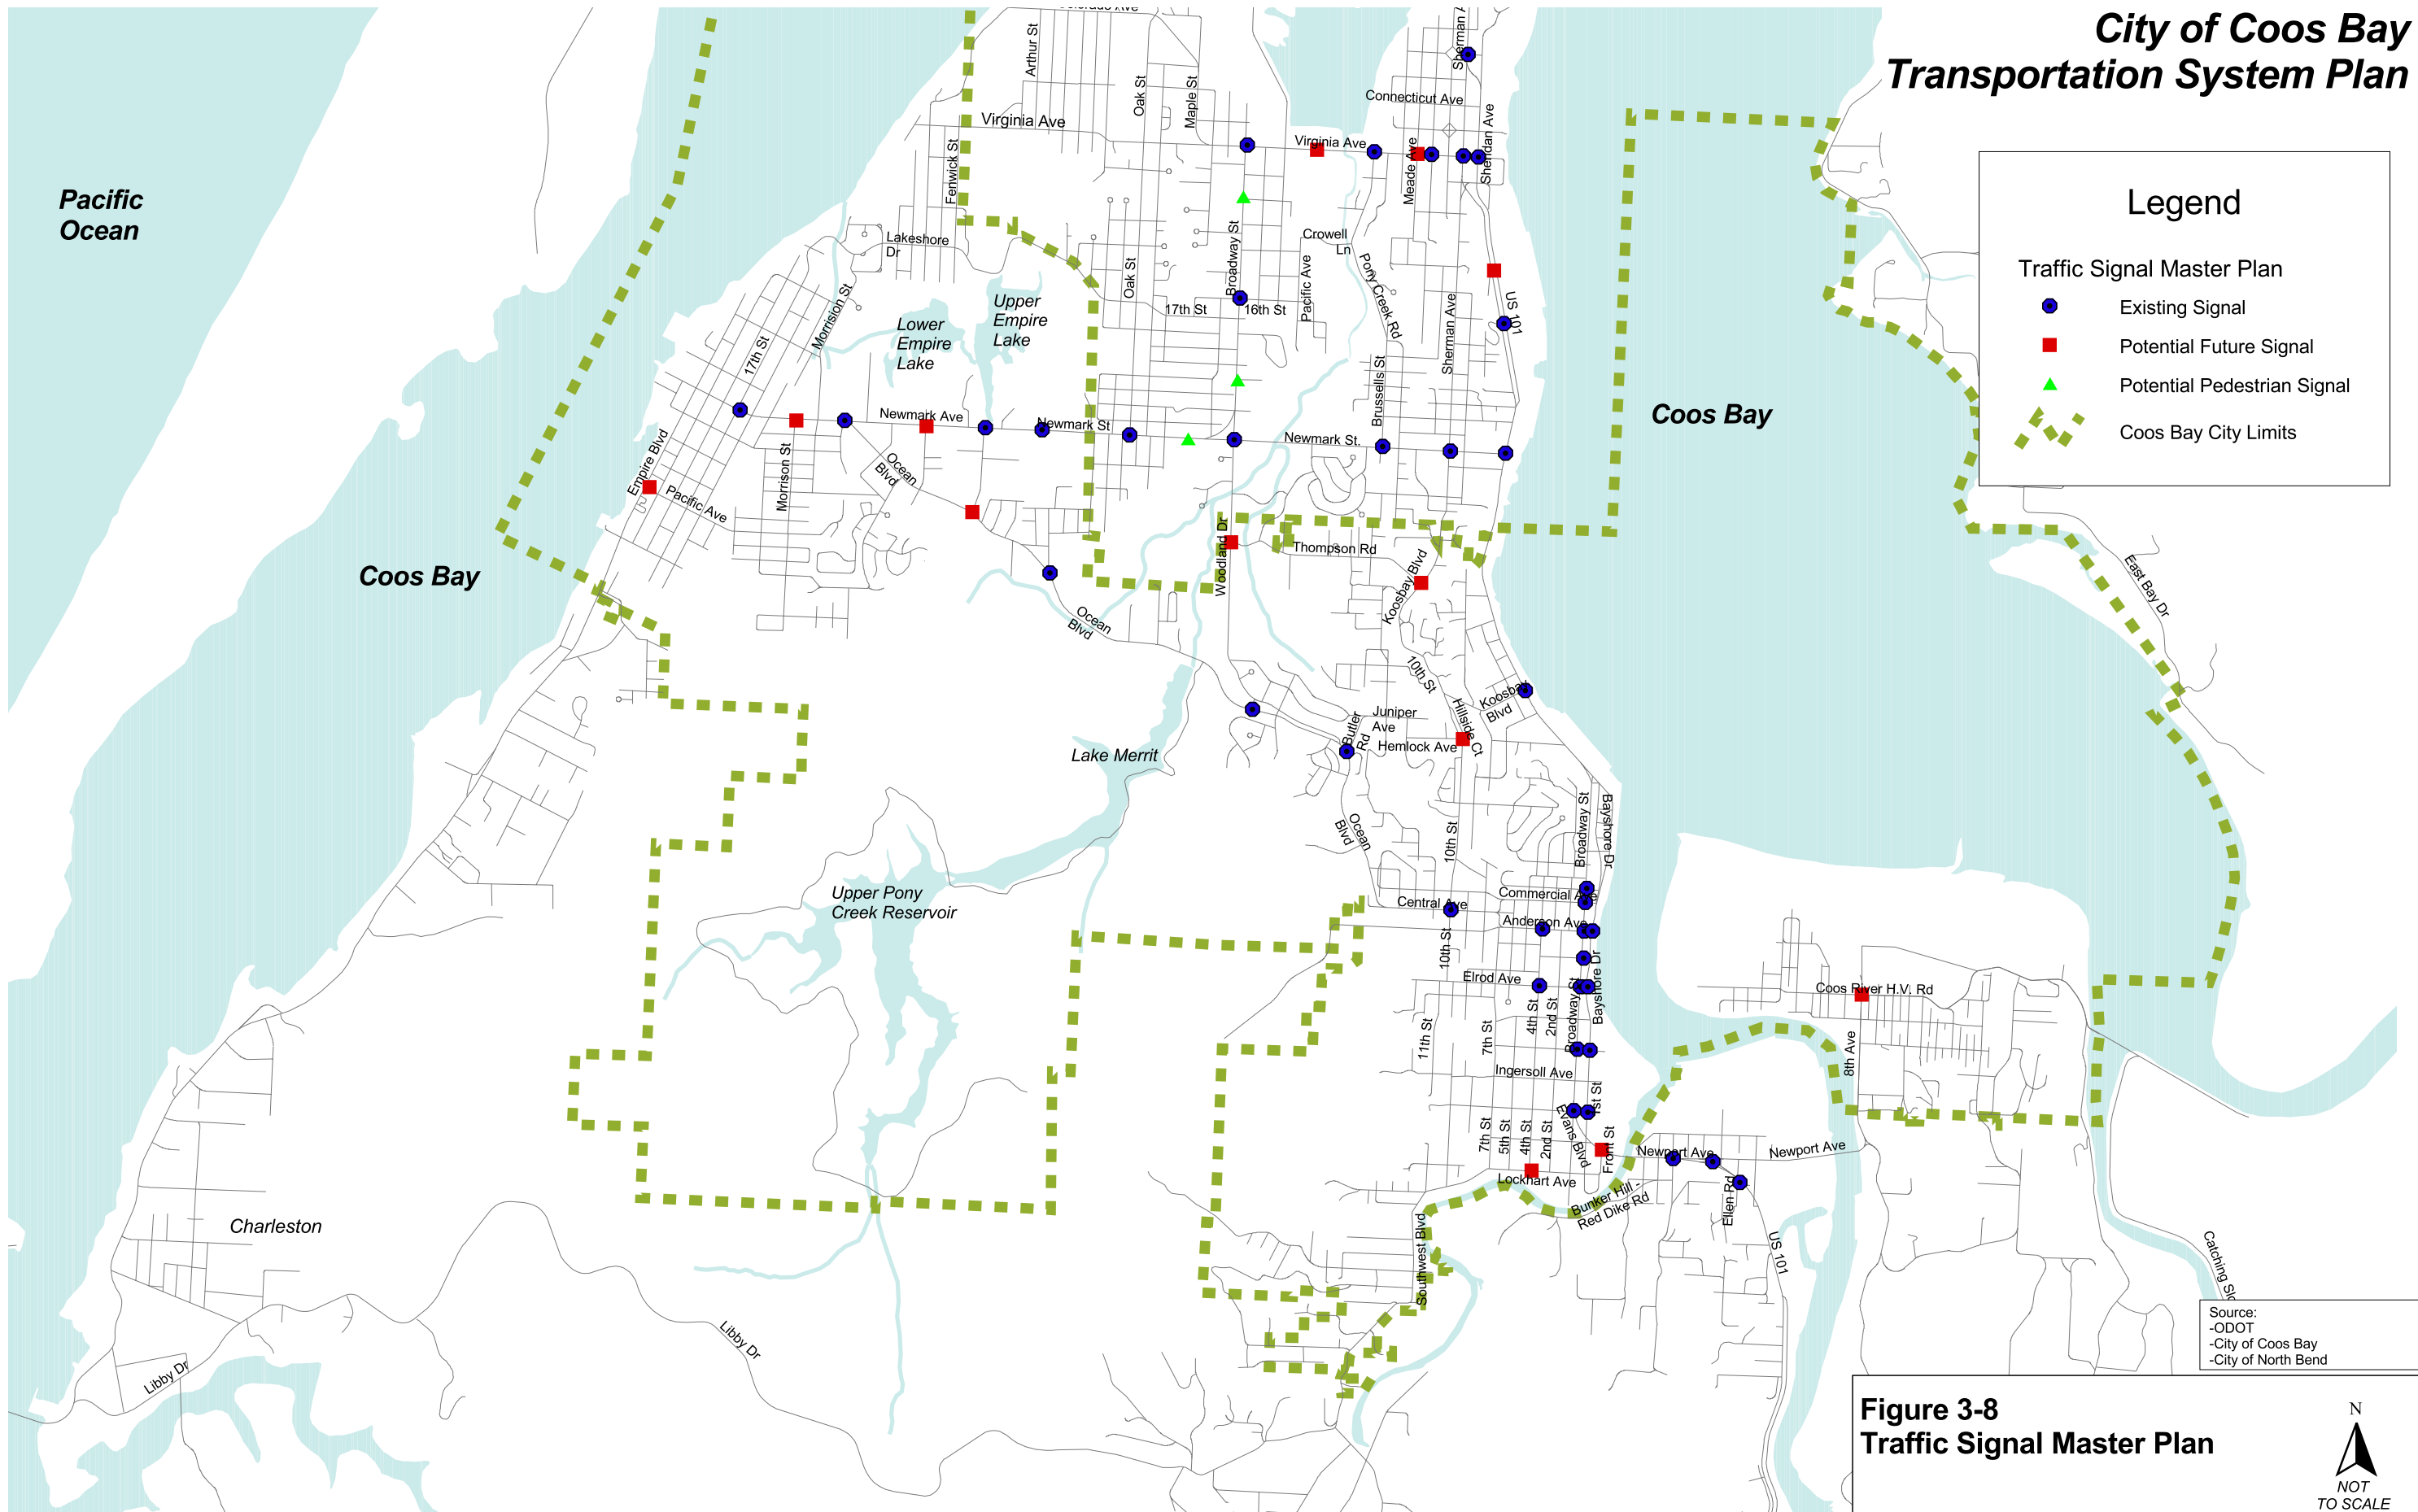 City of Coos Bay
Transportation System Plan
Legend
Traffic Signal Master Plan
Existing Signal
Potential Future Signal
Potential Pedestrian Signal
Coos Bay City Limits
Pacific
Ocean
Arthur St
Oak St
Maple St
Connecticut Ave
Sheridan Ave
Virginia Ave
Virginia Ave
Meade Ave
Fenwick St
Lakeshore
Dr
Crowell
Ln
Broadway St
Oak St
Pacific Ave
Pony Creek Rd
Sherman Ave
US 101
17th St
16th St
Upper
Empire
Lake
Lower
Empire
Lake
Morrision St
17th St
Brussells St
Newmark Ave
Newmark St
Newmark St.
Coos Bay
Empire Blvd
Pacific Ave
Morrison St
Ocean
Blvd
Coos Bay
Woodland Dr
Thompson Rd
Koosbay Blvd
East Bay Dr
Ocean
Blvd
10th St
Koosbay
Blvd
Hillside Ct
Juniper
Ave
Butler
Rd
Hemlock Ave
Lake Merrit
Ocean
Blvd
10th St
Broadway St
Bayshore Dr
Upper Pony
Creek Reservoir
Commercial Ave
Central Ave
Anderson Ave
10th St
Elrod Ave
Bayshore Dr
Broadway St
4th St
2nd St
11th St
7th St
Coos River H.V. Rd
8th Ave
Ingersoll Ave
1st St
Evans Blvd
7th St
5th St
4th St
2nd St
Front St
Newport Ave
Newport Ave
Lockhart Ave
Bunker Hill -
Red Dike Rd
Ellen Rd
US 101
Southwest Blvd
Charleston
Libby Dr
Libby Dr
Source:
-ODOT
-City of Coos Bay
-City of North Bend
Figure 3-8
Traffic Signal Master Plan
N
NOT
TO SCALE